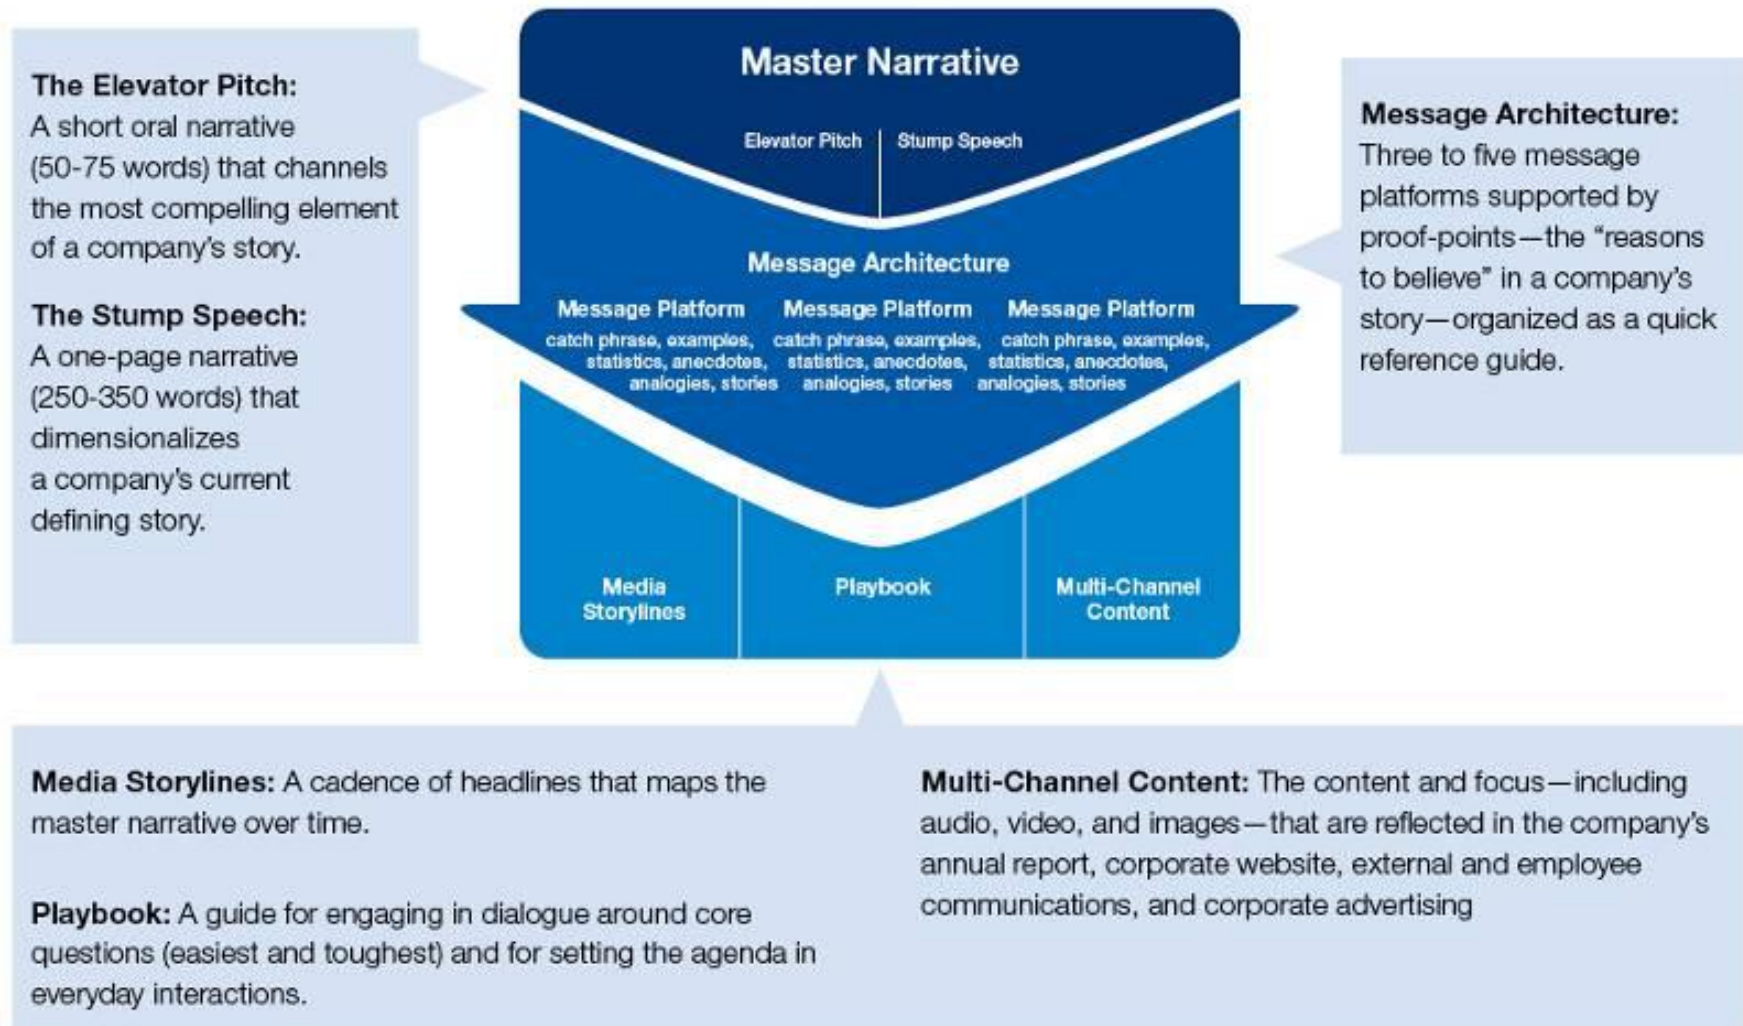 The Elevator Pitch:
A short oral narrative
(50-75 words) that channels
the most compelling element
of a company's story.
The Stump Speech:
A one-page narrative
(250-350 words) that
dimensionalizes
a company's current
defining story.
Master Narrative
Elevator Pitch
Stump Speech
Message Architecture
Message Platform
catch phrase, examples,
statistics, anecdotes,
analogies, stories
Message Platform
catch phrase, examples,
statistics, anecdotes,
analogies, stories
Message Platform
catch phrase, examples,
statistics, anecdotes,
analogies, stories
Media
Storylines
Playbook
Multi-Channel
Content
Message Architecture:
Three to five message
platforms supported by
proof-points—the “reasons
to believe” in a company's
story—organized as a quick
reference guide.
Media Storylines: A cadence of headlines that maps the
master narrative over time.
Playbook: A guide for engaging in dialogue around core
questions (easiest and toughest) and for setting the agenda in
everyday interactions.
Multi-Channel Content: The content and focus—including
audio, video, and images—that are reflected in the company's
annual report, corporate website, external and employee
communications, and corporate advertising